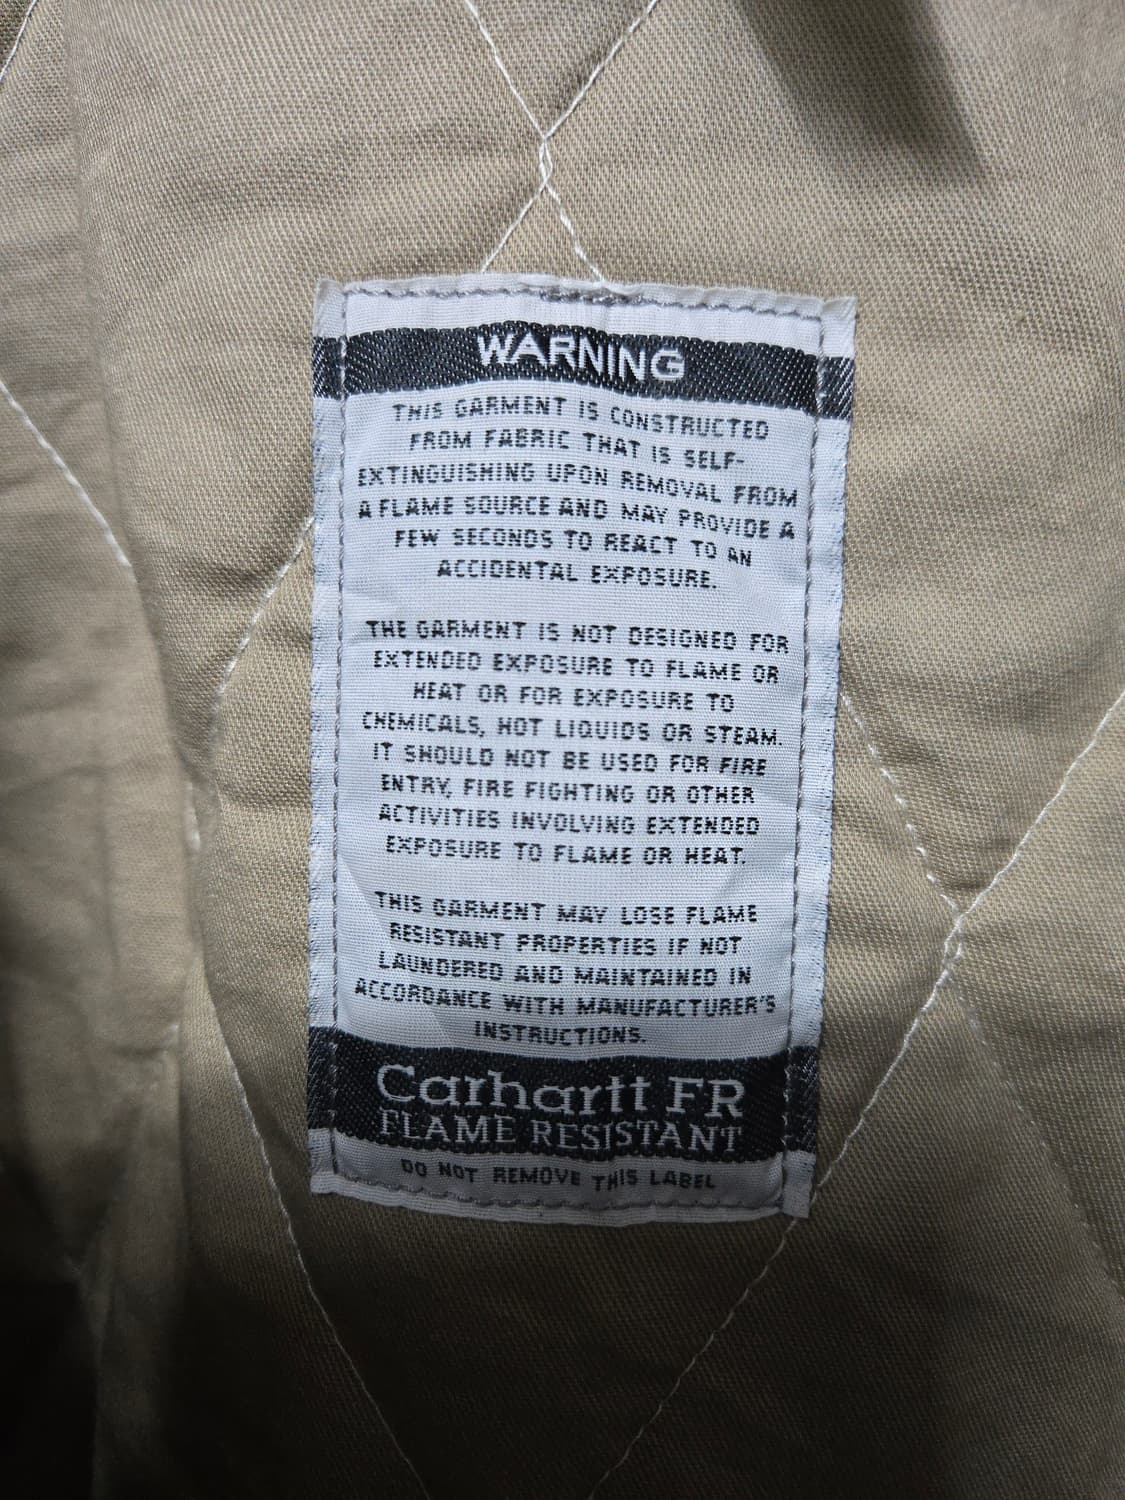 WARNING
THIS GARMENT IS CONSTRUCTED
FROM FABRIC THAT IS SELF-
EXTINGUISHING UPON REMOVAL FROM
A FLAME SOURCE AND MAY PROVIDE A
FEW SECONDS TO REACT TO AN
ACCIDENTAL EXPOSURE.
THE GARMENT IS NOT DESIGNED FOR
EXTENDED EXPOSURE TO FLAME OR
HEAT OR FOR EXPOSURE TO
CHEMICALS, HOT LIQUIDS OR STEAM.
IT SHOULD NOT BE USED FOR FIRE
ENTRY, FIRE FIGHTING OR OTHER
ACTIVITIES INVOLVING EXTENDED
EXPOSURE TO FLAME OR HEAT.
THIS GARMENT MAY LOSE FLAME
RESISTANT PROPERTIES IF NOT
LAUNDERED AND MAINTAINED IN
ACCORDANCE WITH MANUFACTURER'S
INSTRUCTIONS.
Carhartt FR
FLAME RESISTANT
DO NOT REMOVE THIS LABEL